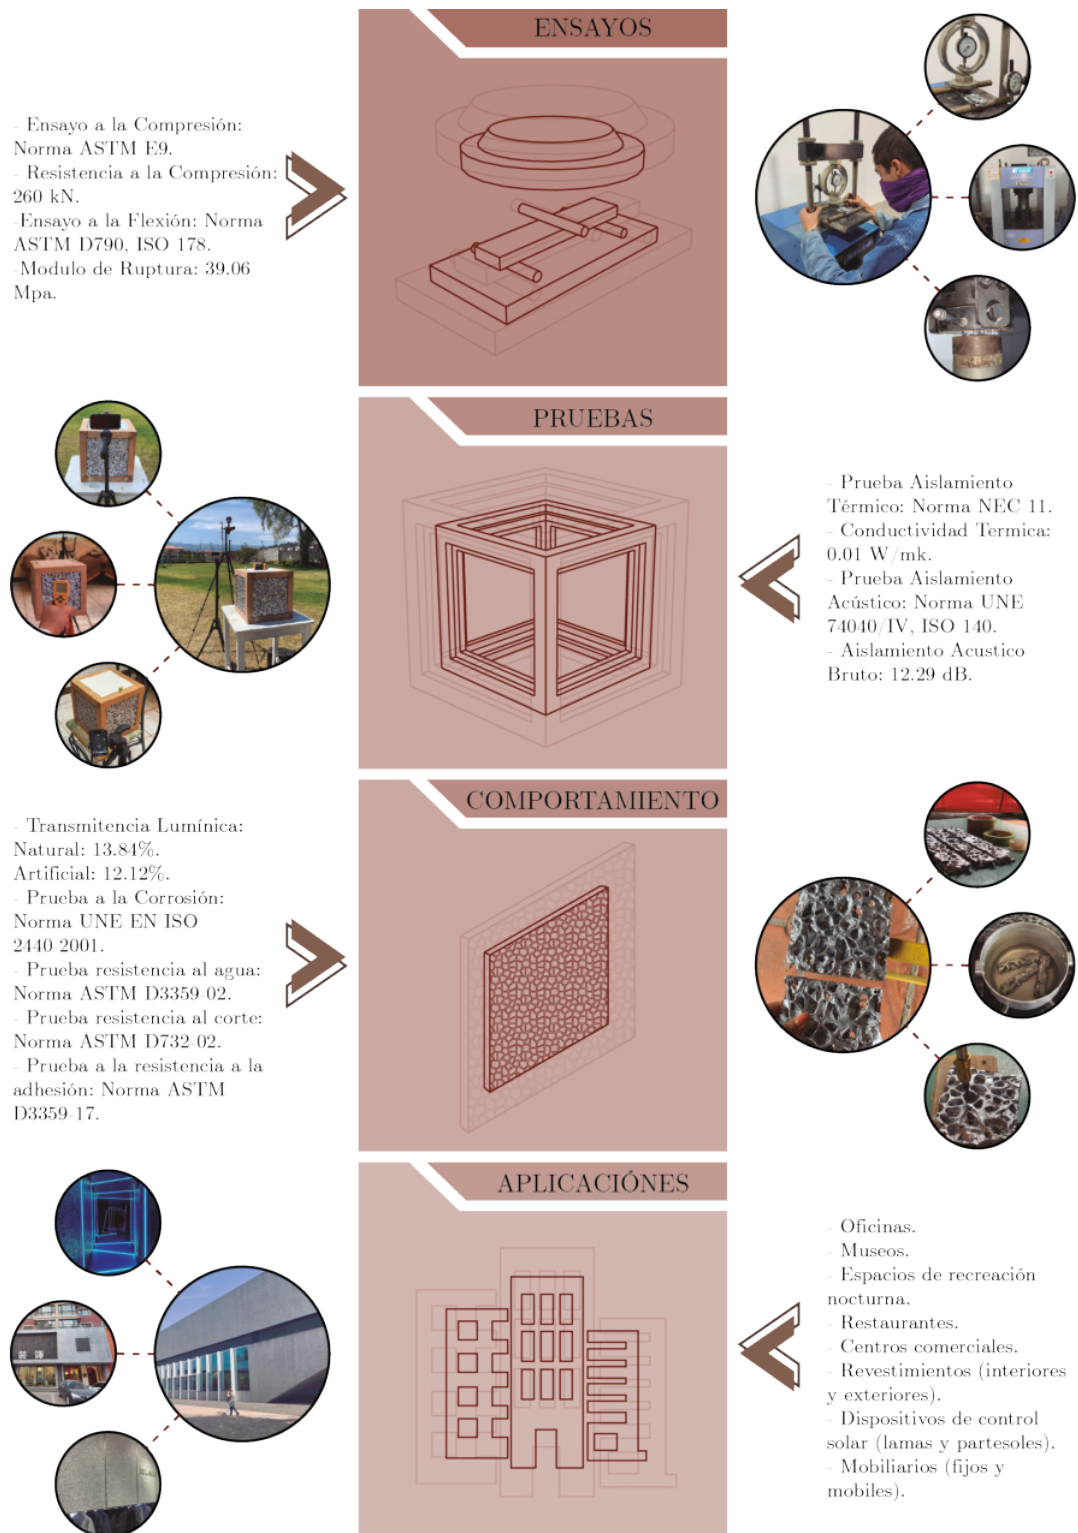 ENSAYOS
- Ensayo a la Compresión:
Norma ASTM E9.
- Resistencia a la Compresión:
260 kN.
-Ensayo a la Flexión: Norma
ASTM D790, ISO 178.
-Modulo de Ruptura: 39.06
Mpa.
PRUEBAS
- Prueba Aislamiento
Térmico: Norma NEC 11.
- Conductividad Termica:
0.01 W/mk.
- Prueba Aislamiento
Acústico: Norma UNE
74040/IV, ISO 140.
- Aislamiento Acustico
Bruto: 12.29 dB.
COMPORTAMIENTO
- Transmitencia Lumínica:
Natural: 13.84%.
Artificial: 12.12%.
- Prueba a la Corrosión:
Norma UNE EN ISO
2440-2001.
- Prueba resistencia al agua:
Norma ASTM D3359-02.
- Prueba resistencia al corte:
Norma ASTM D732-02.
- Prueba a la resistencia a la
adhesión: Norma ASTM
D3359-17.
APLICACIÓNES
- Oficinas.
- Museos.
- Espacios de recreación
nocturna.
- Restaurantes.
- Centros comerciales.
- Revestimientos (interiores
y exteriores).
- Dispositivos de control
solar (lamas y partesoles).
- Mobiliarios (fijos y
mobiles).